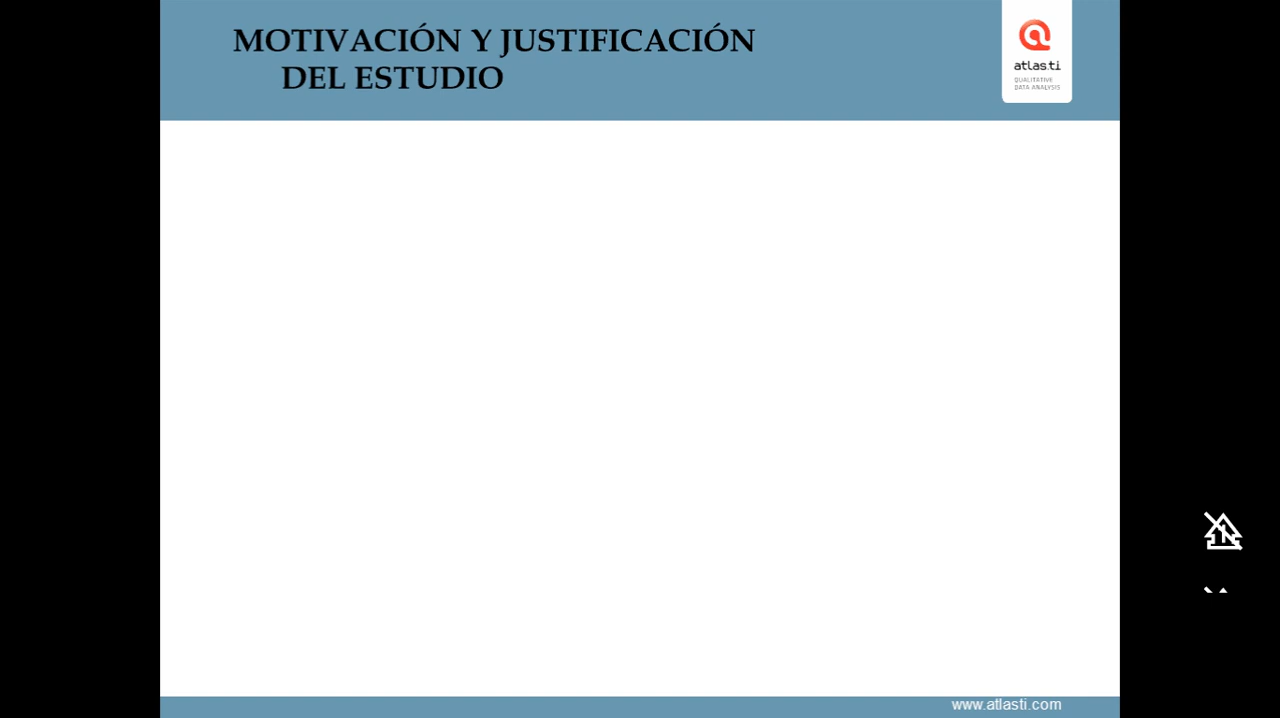 MOTIVACIÓN Y JUSTIFICACIÓN
DEL ESTUDIO
atlas.ti
QUALITATIVE
DATA ANALYSIS
www.atlasti.com